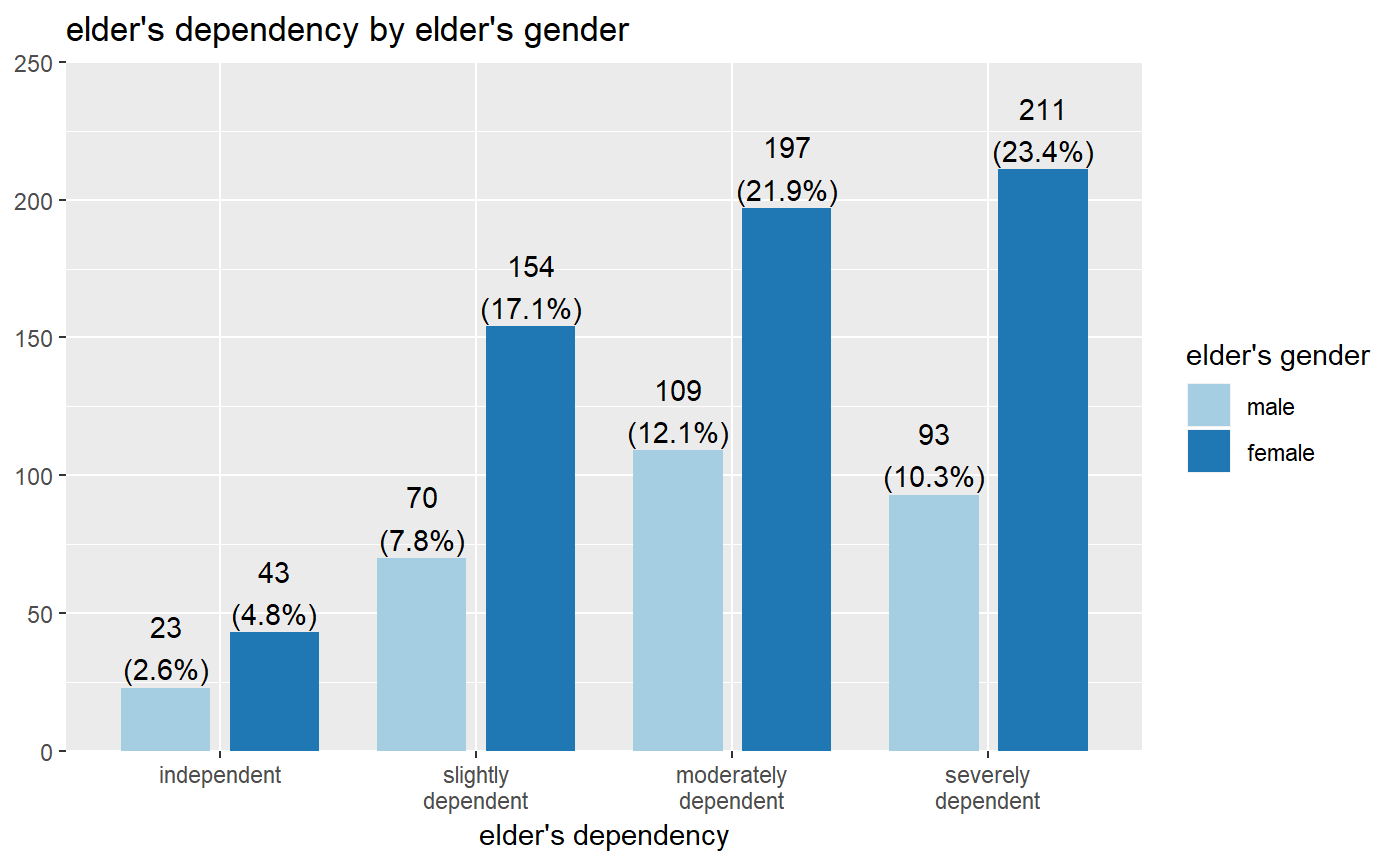 elder's dependency by elder's gender
250
200
150
100
50
0
23
(2.6%)
43
(4.8%)
70
(7.8%)
154
(17.1%)
109
(12.1%)
197
(21.9%)
93
(10.3%)
211
(23.4%)
independent
slightly
dependent
moderately
dependent
severely
dependent
elder's dependency
elder's gender
male
female